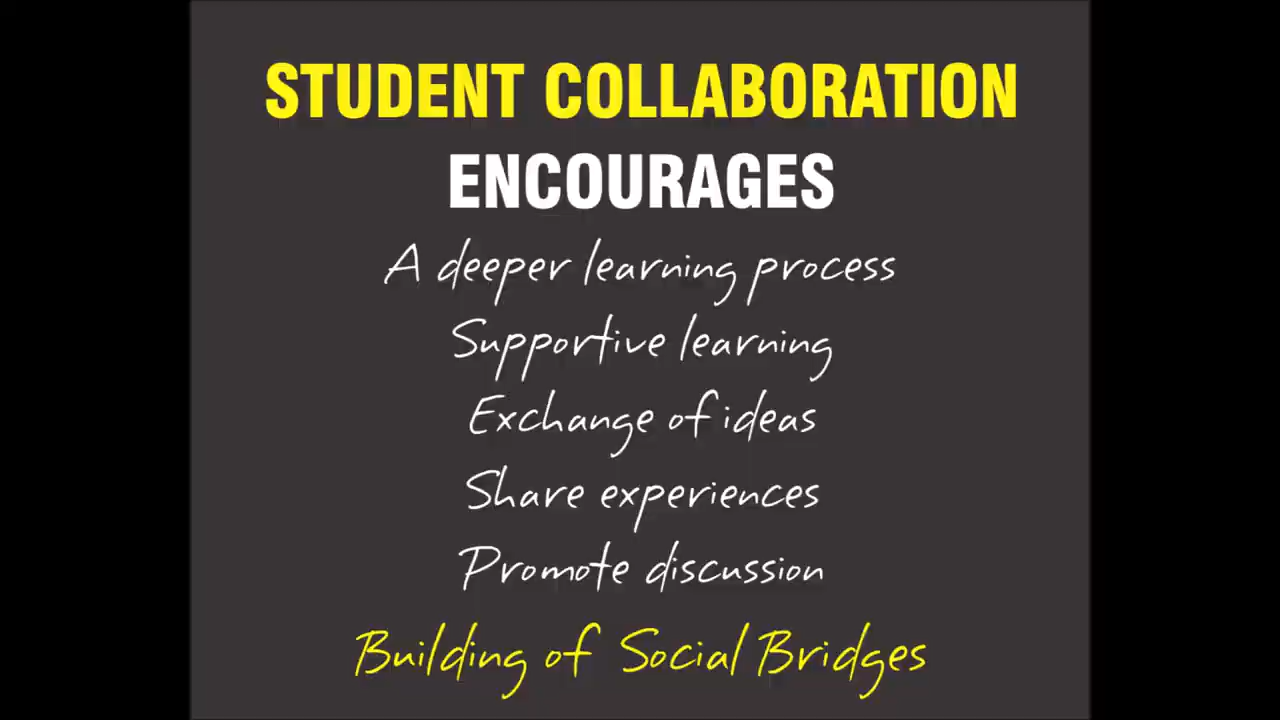 STUDENT COLLABORATION
ENCOURAGES
A deeper learning process
Supportive learning
Exchange of ideas
Share experiences
Promote discussion
Building of Social Bridges